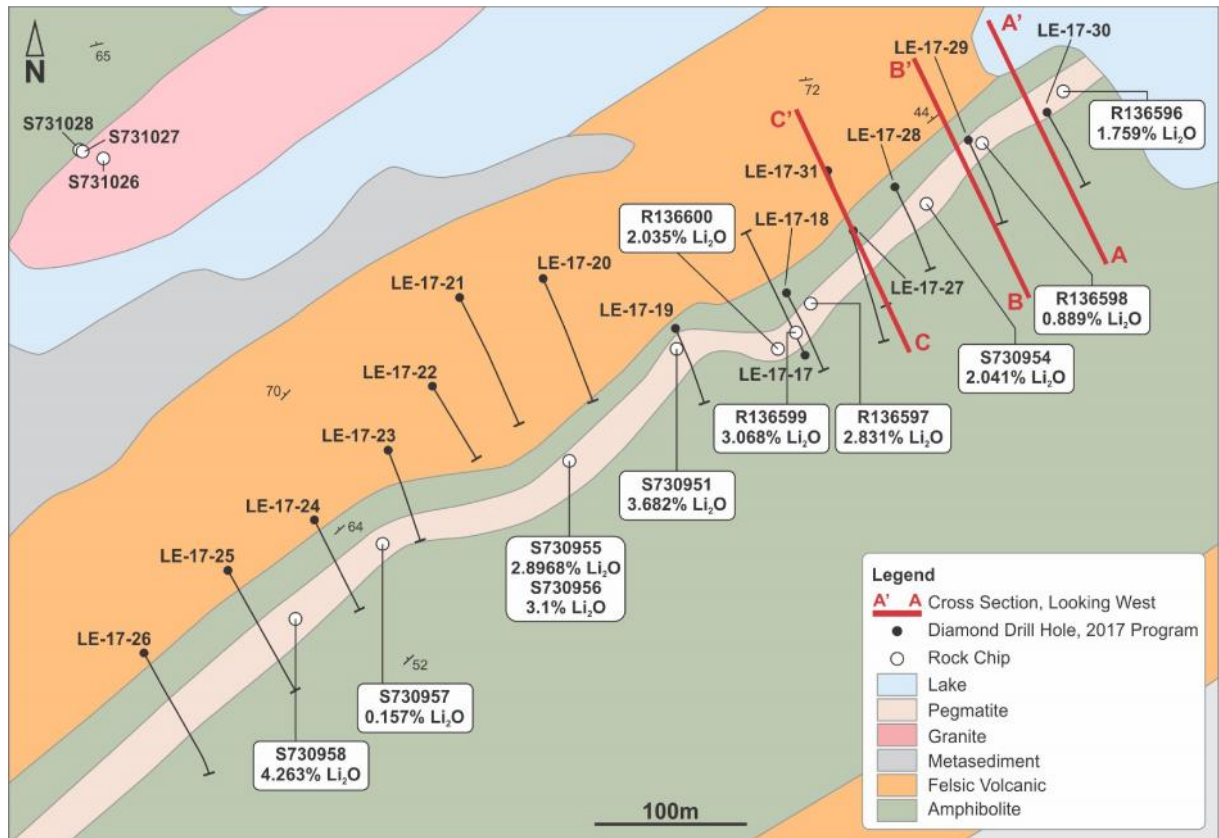 N
65
S731028
S731027
S731026
A'
LE-17-30
LE-17-29
B'
72
44
R136596
1.759% Li₂O
C'
LE-17-28
LE-17-31
R136600
2.035% Li₂O
LE-17-18
LE-17-20
LE-17-21
A
LE-17-27
B
R136598
0.889% Li₂O
LE-17-19
C
S730954
2.041% Li₂O
LE-17-17
LE-17-22
70
R136599
3.068% Li₂O
R136597
2.831% Li₂O
LE-17-23
S730951
3.682% Li₂O
LE-17-24
64
LE-17-25
S730955
2.8968% Li₂O
S730956
3.1% Li₂O
LE-17-26
52
S730957
0.157% Li₂O
S730958
4.263% Li₂O
100m
Legend
A' A Cross Section, Looking West
Diamond Drill Hole, 2017 Program
Rock Chip
Lake
Pegmatite
Granite
Metasediment
Felsic Volcanic
Amphibolite